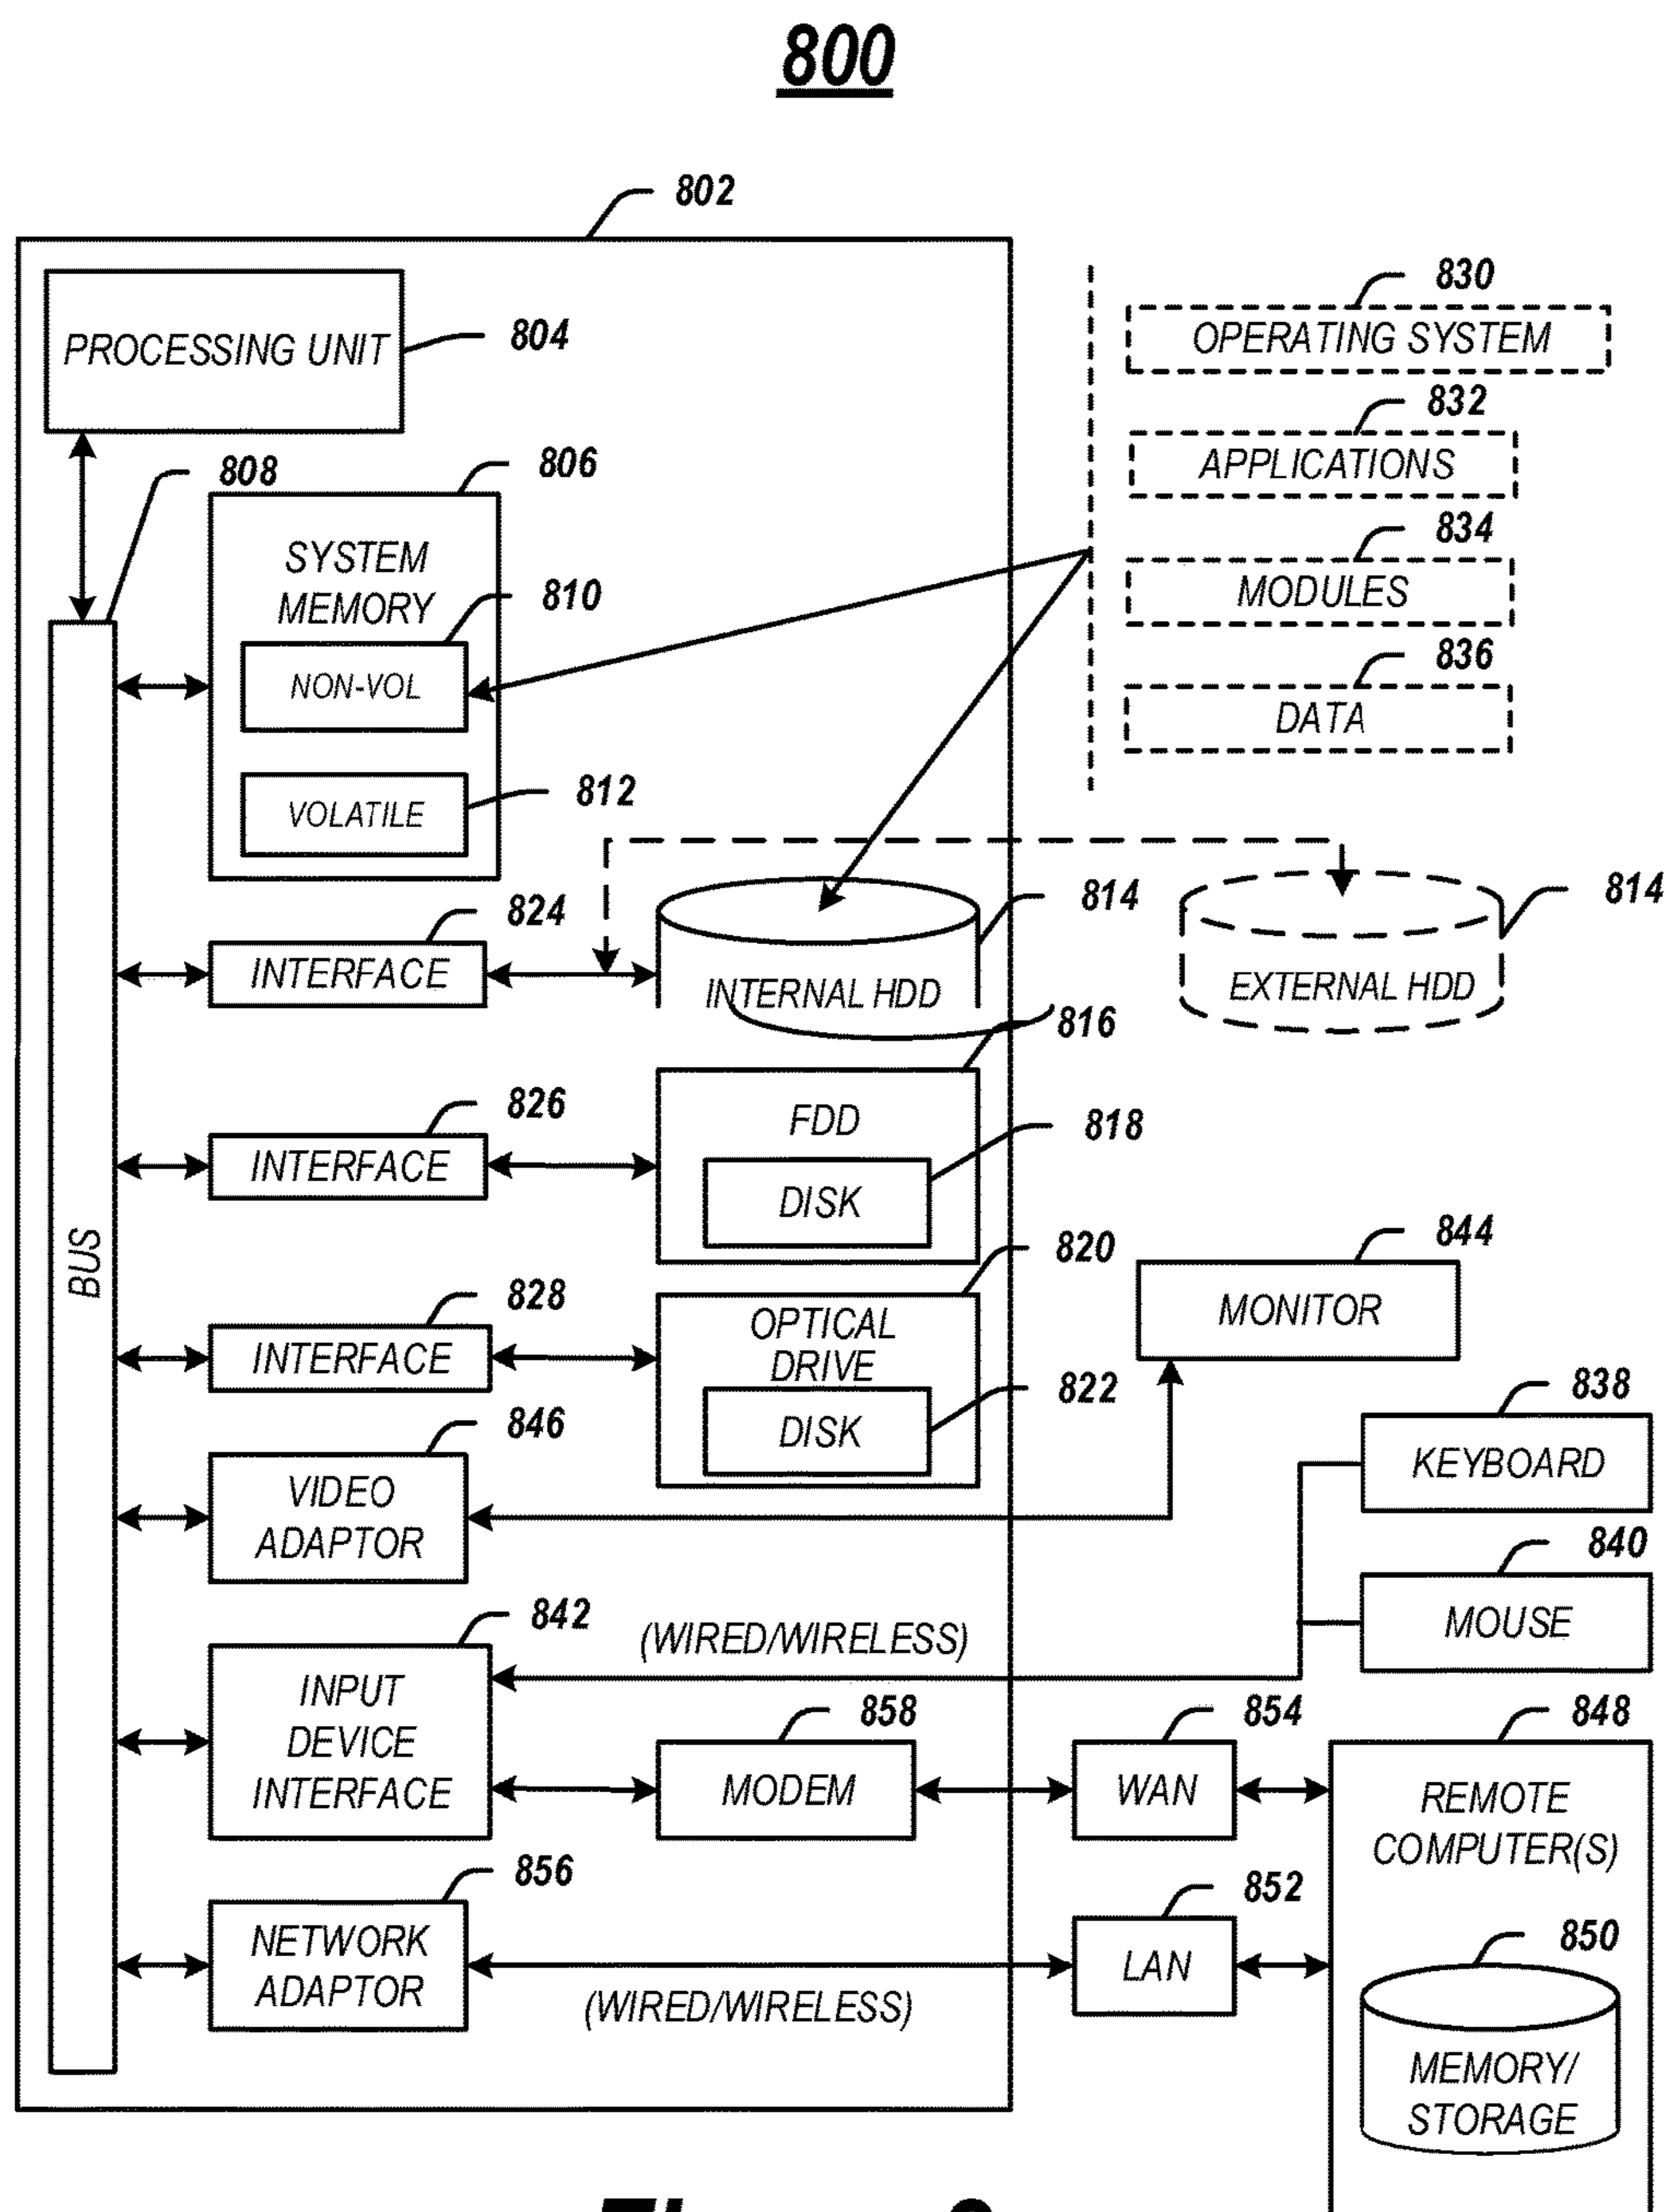 800
802
PROCESSING UNIT
804
830
OPERATING SYSTEM
832
APPLICATIONS
834
MODULES
836
DATA
808
806
SYSTEM
MEMORY
810
NON-VOL
812
VOLATILE
824
INTERFACE
814
INTERNAL HDD
814
EXTERNAL HDD
816
FDD
818
DISK
826
INTERFACE
BUS
820
OPTICAL
DRIVE
822
DISK
828
INTERFACE
844
MONITOR
846
VIDEO
ADAPTOR
838
KEYBOARD
840
MOUSE
842
INPUT
DEVICE
INTERFACE
(WIRED/WIRELESS)
858
MODEM
854
WAN
848
REMOTE
COMPUTER(S)
856
NETWORK
ADAPTOR
(WIRED/WIRELESS)
852
LAN
850
MEMORY/
STORAGE